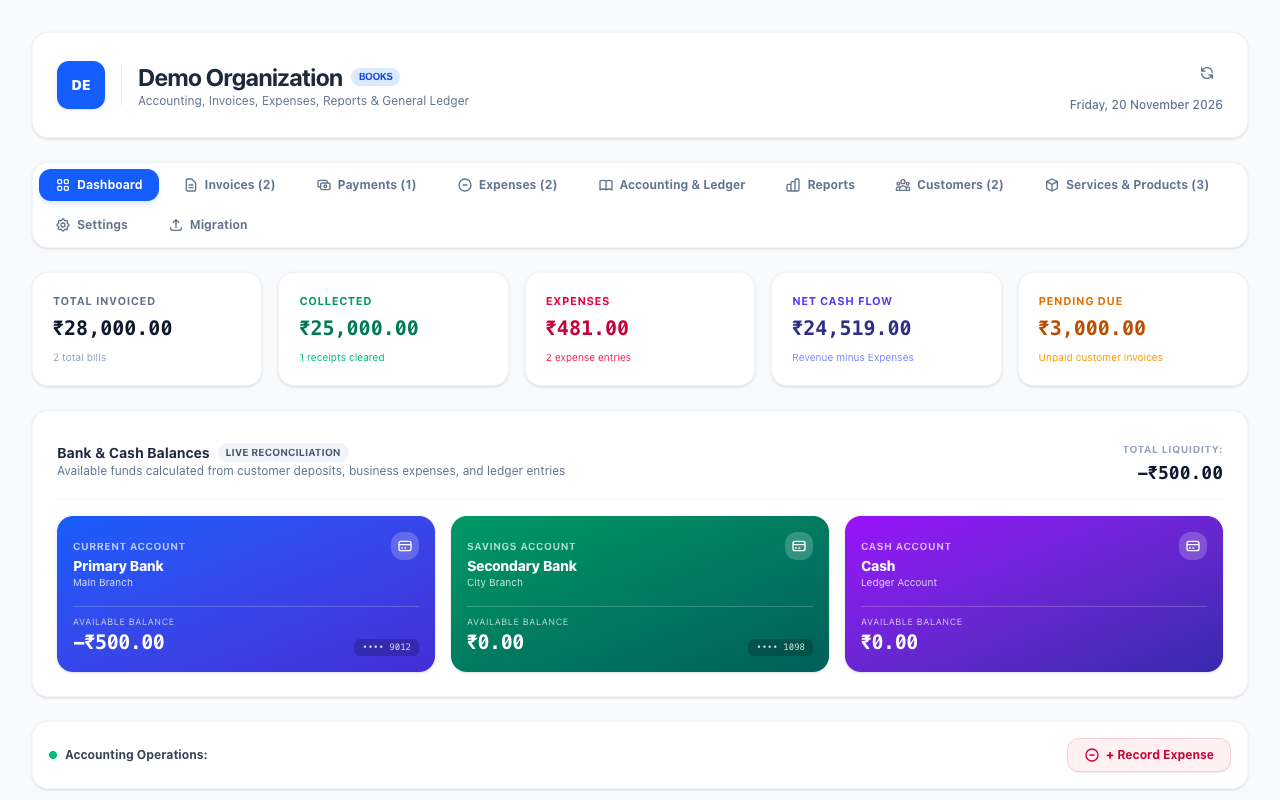 DE
Demo Organization BOOKS
Accounting, Invoices, Expenses, Reports & General Ledger
Friday, 20 November 2026
Dashboard
Invoices (2)
Payments (1)
Expenses (2)
Accounting & Ledger
Reports
Customers (2)
Services & Products (3)
Settings
Migration
TOTAL INVOICED
₹28,000.00
2 total bills
COLLECTED
₹25,000.00
1 receipts cleared
EXPENSES
₹481.00
2 expense entries
NET CASH FLOW
₹24,519.00
Revenue minus Expenses
PENDING DUE
₹3,000.00
Unpaid customer invoices
Bank & Cash Balances LIVE RECONCILIATION
Available funds calculated from customer deposits, business expenses, and ledger entries
TOTAL LIQUIDITY:
−₹500.00
CURRENT ACCOUNT
Primary Bank
Main Branch
AVAILABLE BALANCE
−₹500.00
•••• 9012
SAVINGS ACCOUNT
Secondary Bank
City Branch
AVAILABLE BALANCE
₹0.00
•••• 1098
CASH ACCOUNT
Cash
Ledger Account
AVAILABLE BALANCE
₹0.00
Accounting Operations:
+ Record Expense